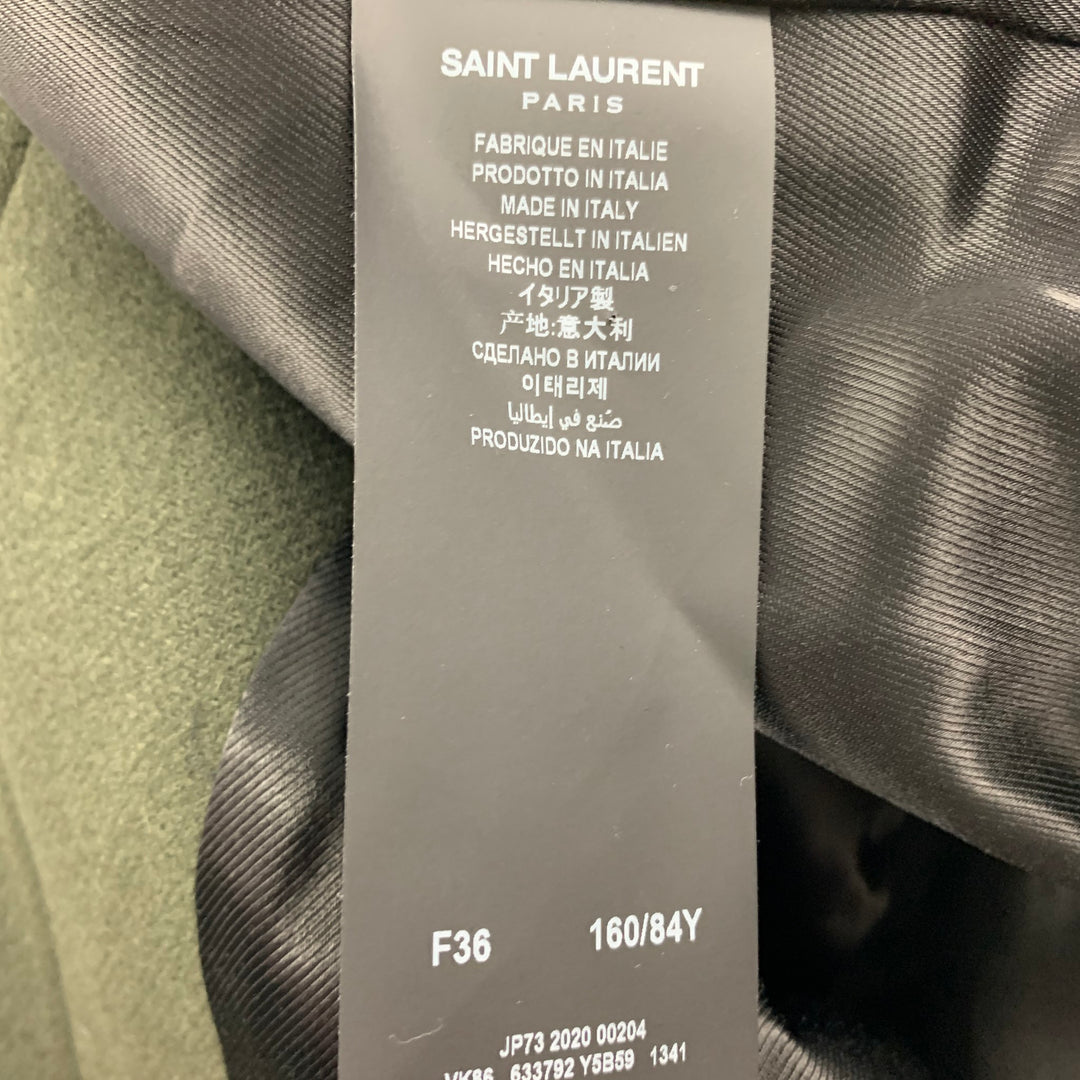 SAINT LAURENT
PARIS
FABRIQUE EN ITALIE
PRODOTTO IN ITALIA
MADE IN ITALY
HERGESTELLT IN ITALIEN
HECHO EN ITALIA
イタリア製
产地:意大利
СДЕЛАНО В ИТАЛИИ
이태리제
صُنع في إيطاليا
PRODUZIDO NA ITALIA
F36 160/84Y
JP73 2020 00204
VK86 633792 Y5B59 1341